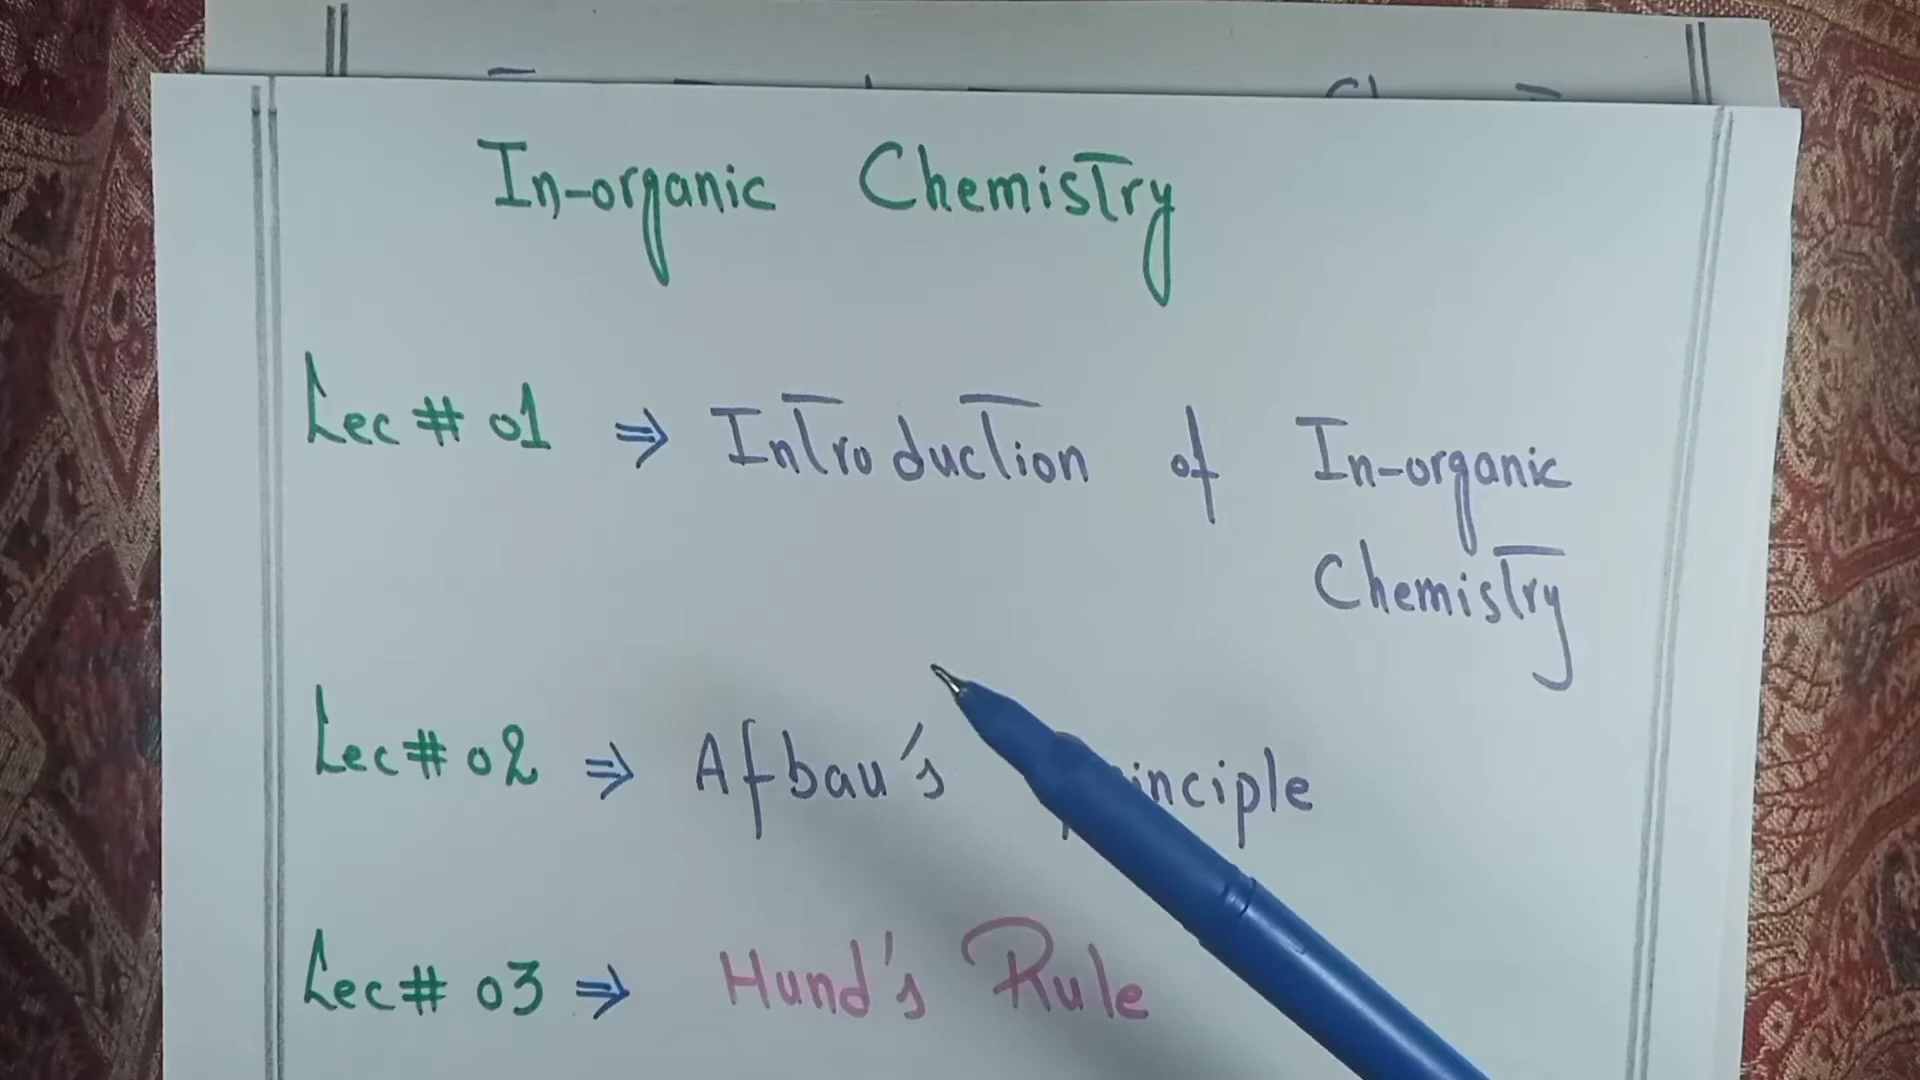 In-organic Chemistry
Lec # 01 ⇒ Introduction of In-organic
Chemistry
Lec # 02 ⇒ Afbau's
Lec # 03 ⇒ Hund's Rule